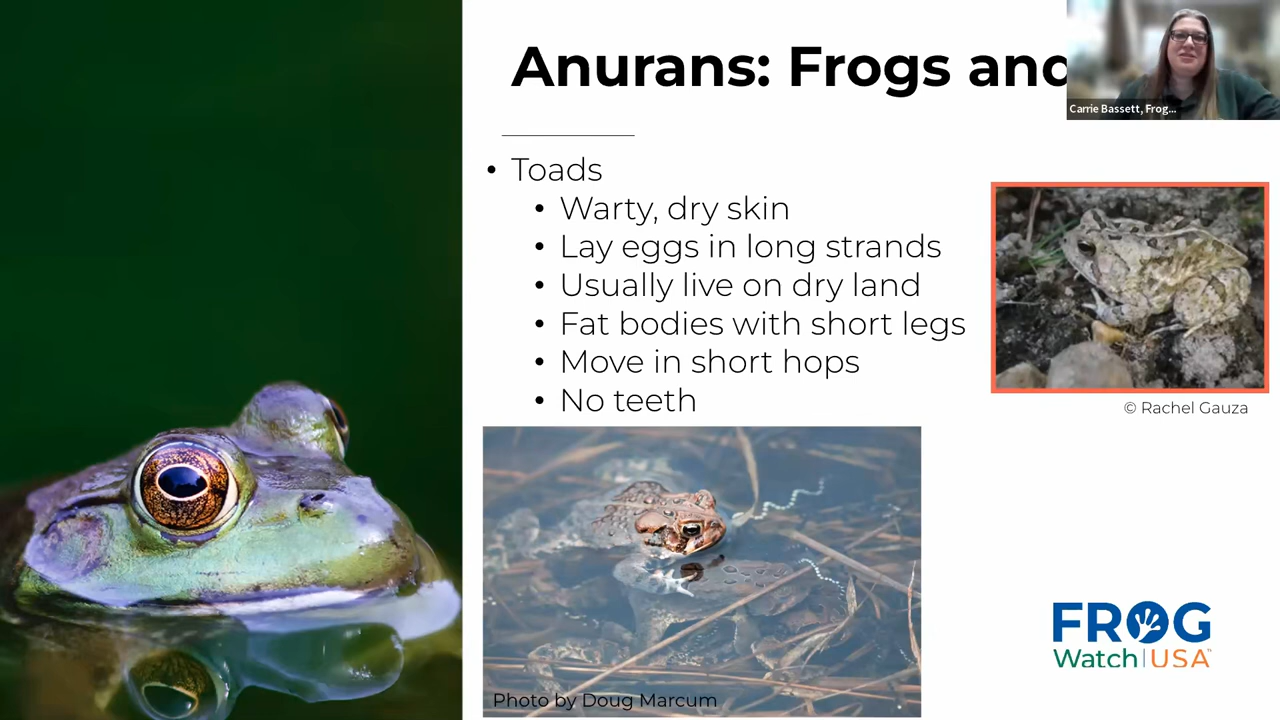 Anurans: Frogs and
Carrie Bassett, Frog...
• Toads
• Warty, dry skin
• Lay eggs in long strands
• Usually live on dry land
• Fat bodies with short legs
• Move in short hops
• No teeth
© Rachel Gauza
Photo by Doug Marcum
FROG
Watch|USA™